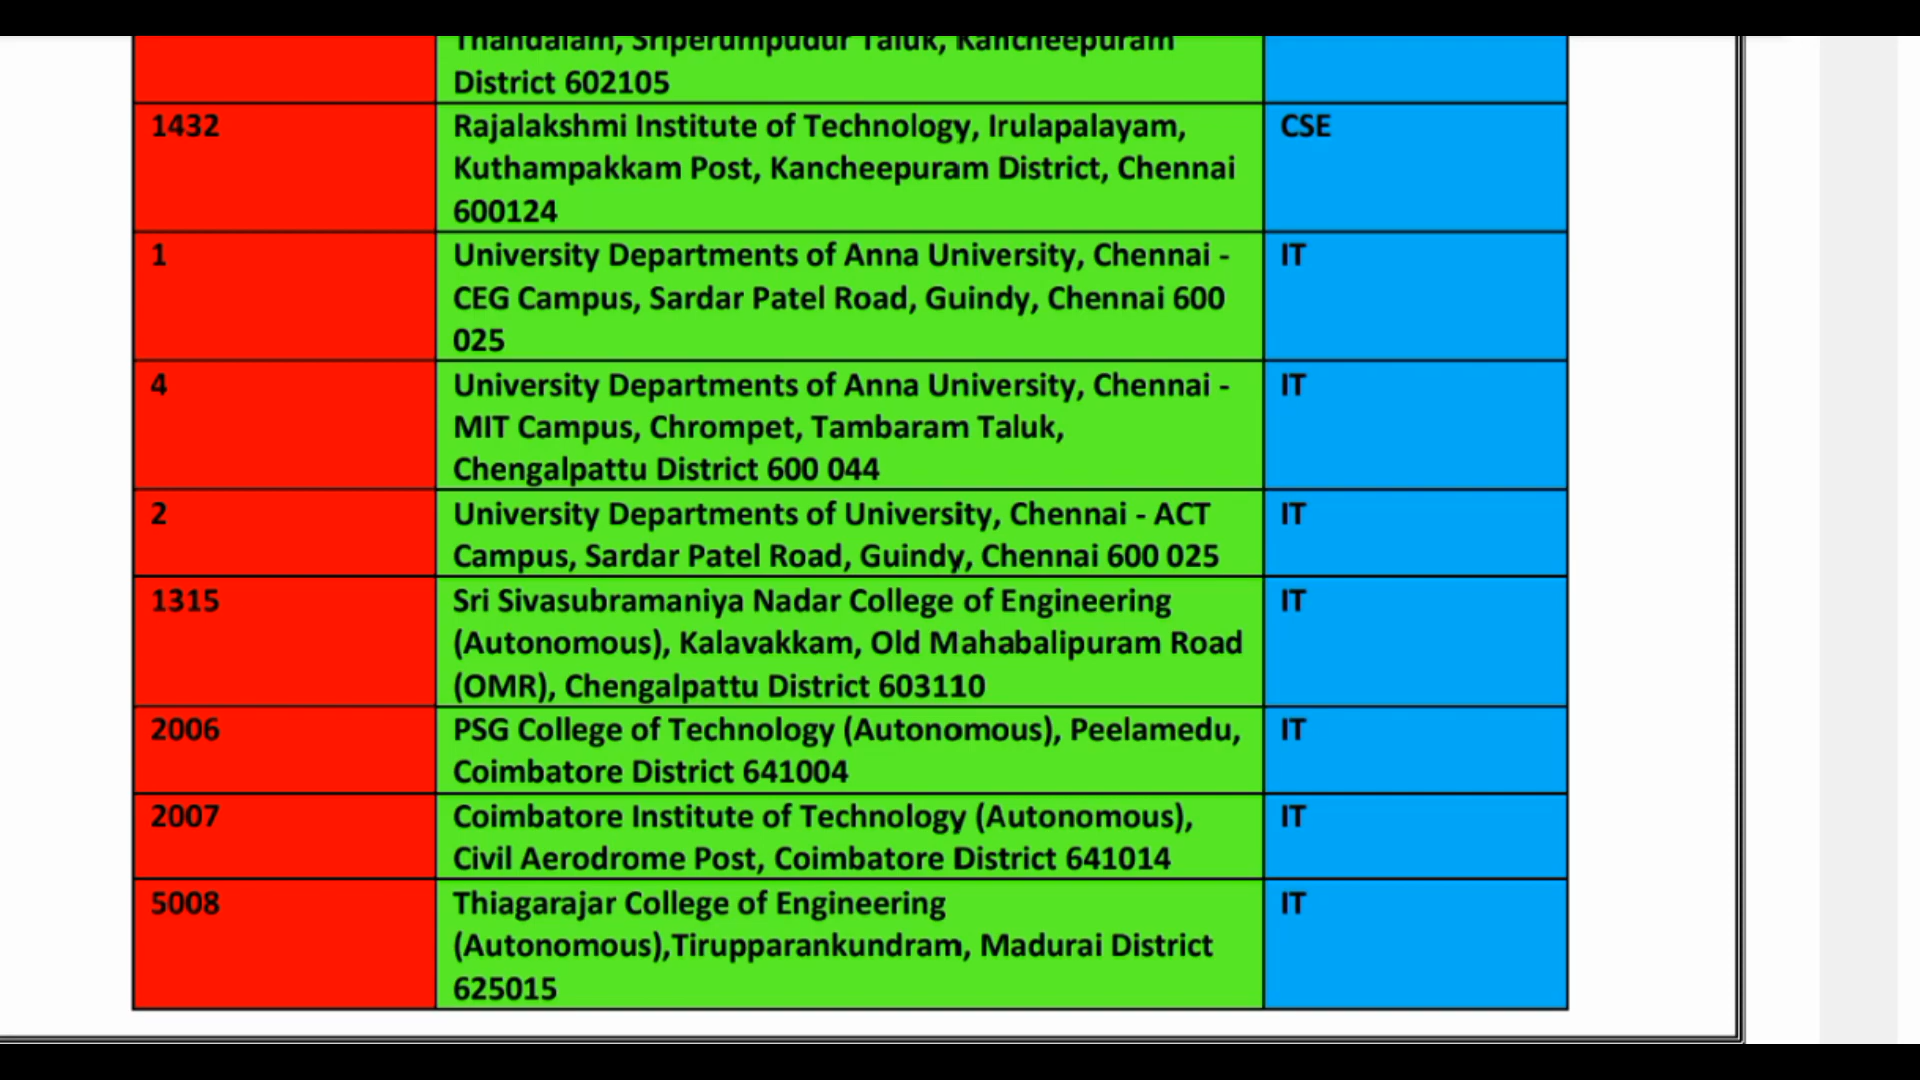 Thandalam, Sriperumpudur Taluk, Kancheepuram
District 602105
1432
Rajalakshmi Institute of Technology, Irulapalayam,
CSE
Kuthampakkam Post, Kancheepuram District, Chennai
600124
1
University Departments of Anna University, Chennai -
IT
CEG Campus, Sardar Patel Road, Guindy, Chennai 600
025
4
University Departments of Anna University, Chennai -
IT
MIT Campus, Chrompet, Tambaram Taluk,
Chengalpattu District 600 044
2
University Departments of University, Chennai - ACT
IT
Campus, Sardar Patel Road, Guindy, Chennai 600 025
1315
Sri Sivasubramaniya Nadar College of Engineering
IT
(Autonomous), Kalavakkam, Old Mahabalipuram Road
(OMR), Chengalpattu District 603110
2006
PSG College of Technology (Autonomous), Peelamedu,
IT
Coimbatore District 641004
2007
Coimbatore Institute of Technology (Autonomous),
IT
Civil Aerodrome Post, Coimbatore District 641014
5008
Thiagarajar College of Engineering
IT
(Autonomous),Tirupparankundram, Madurai District
625015